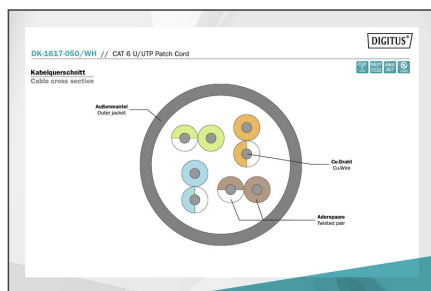 DIGITUS®
DK-1617-050/WH // CAT 6 U/UTP Patch Cord
Kabelquerschnitt
Cable cross section
Außenmantel
Outer jacket
Cu-Draht
Cu-Wire
Adernpaare
Twisted pair